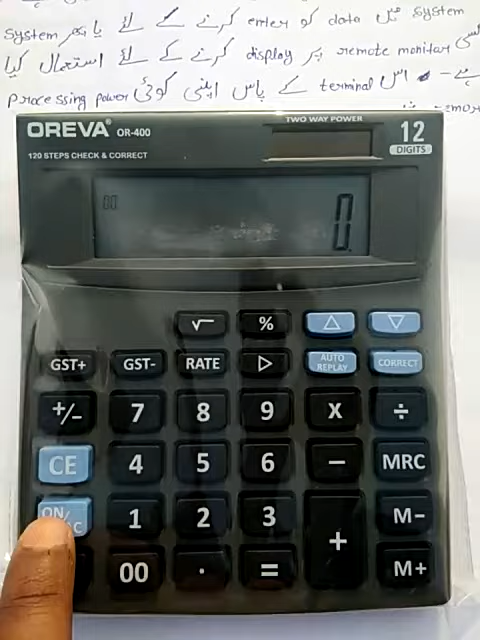 system میں data کو enter کرنے کے لئے یا پھر system
کسی remote monitor پر display کرنے کے لئے استعمال کیا
ہے - اس terminal کے پاس اپنی کوئی processing power
OREVA OR-400
TWO WAY POWER
12 DIGITS
120 STEPS CHECK & CORRECT
00 0
√ % △ ▽
GST+ GST- RATE ▷ AUTO REPLAY CORRECT
+/- 7 8 9 X ÷
CE 4 5 6 − MRC
ON/AC 1 2 3 + M−
00 · = M+